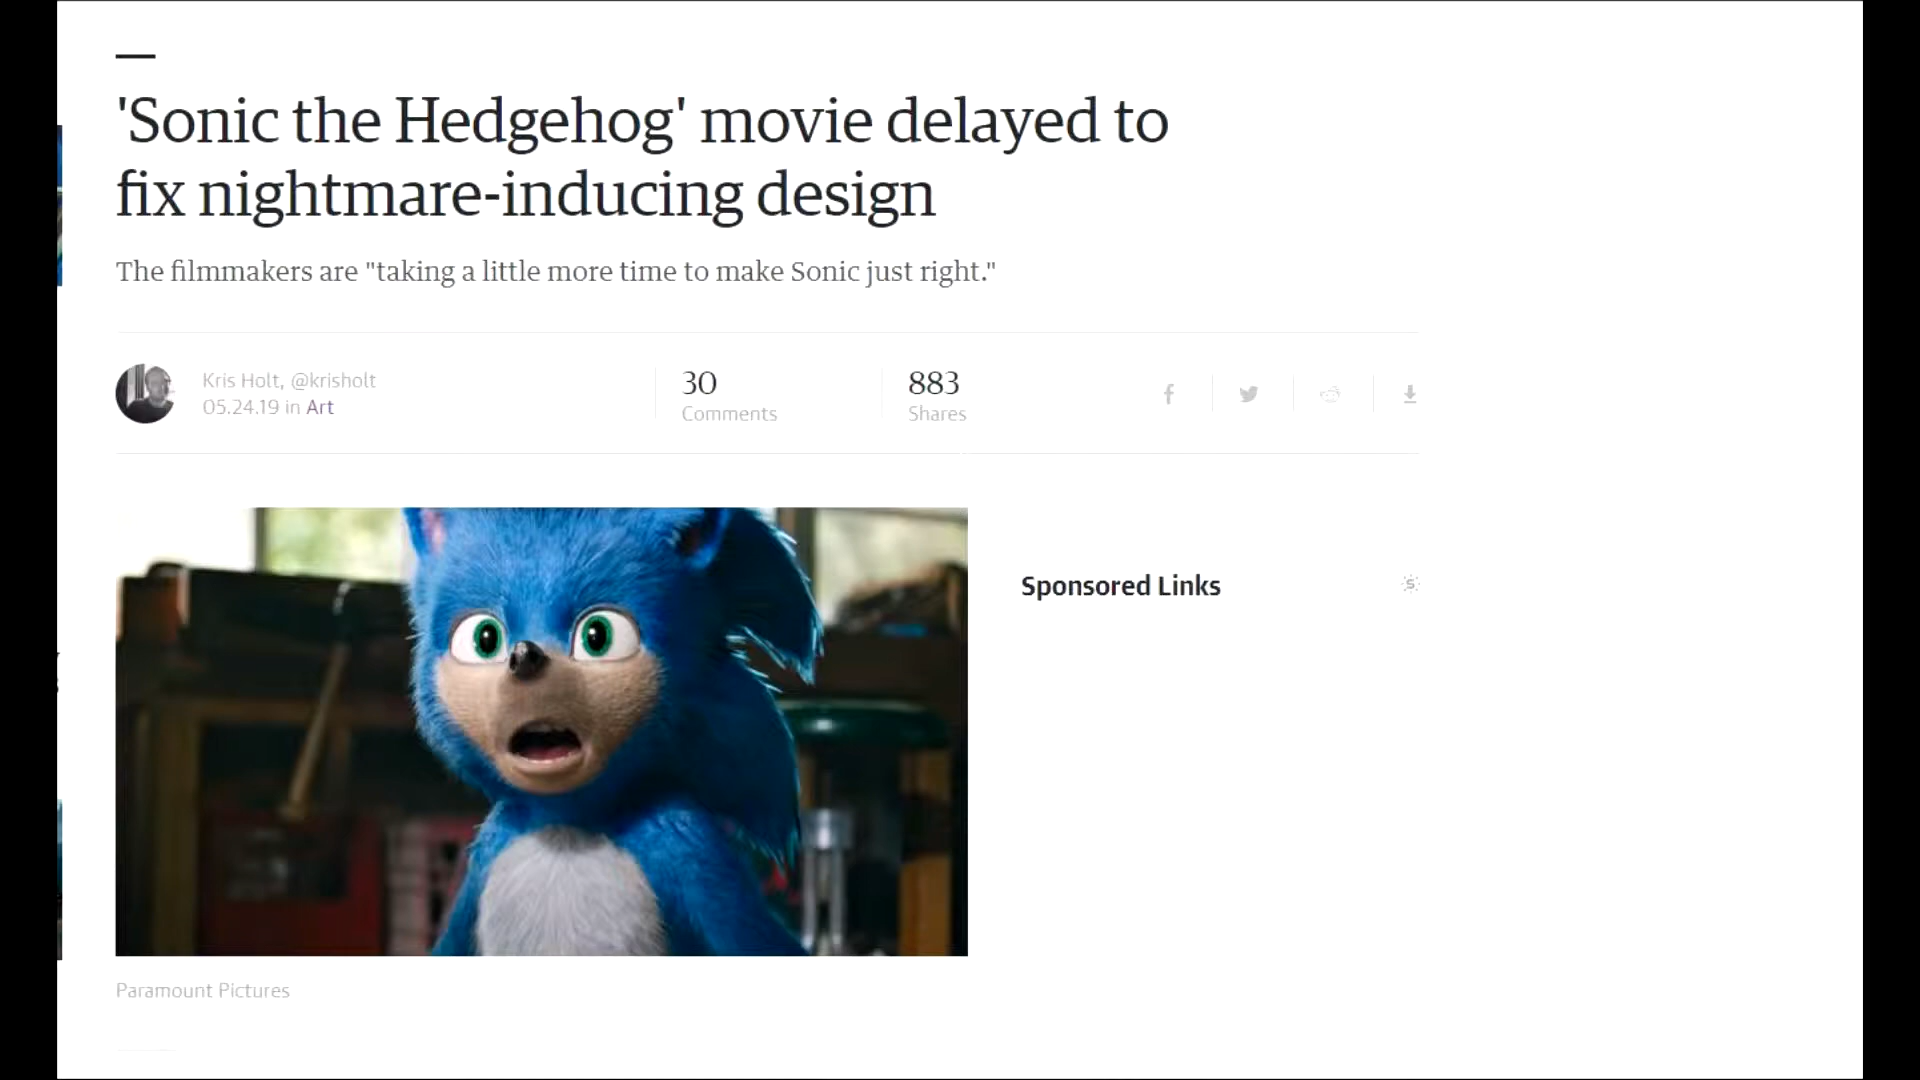 'Sonic the Hedgehog' movie delayed to
fix nightmare-inducing design
The filmmakers are "taking a little more time to make Sonic just right."
Kris Holt, @krisholt
05.24.19 in Art
30
Comments
883
Shares
Sponsored Links
Paramount Pictures